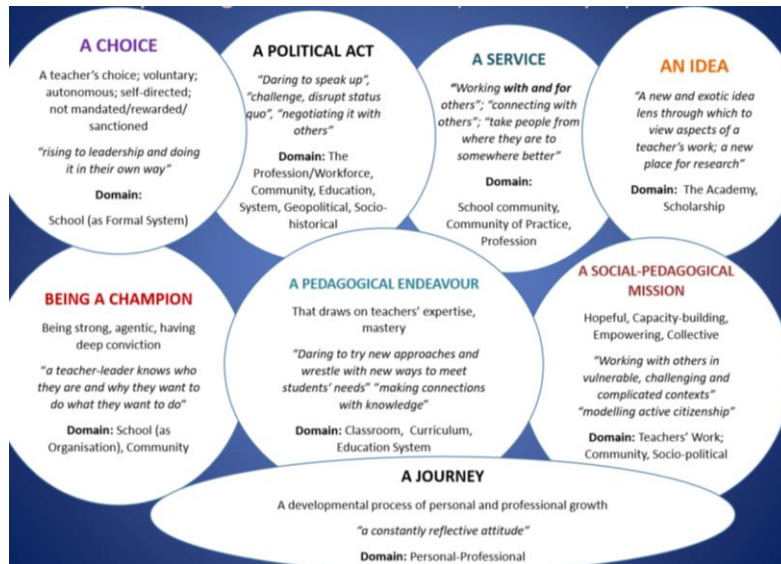 A CHOICE
A teacher's choice; voluntary;
autonomous; self-directed;
not mandated/rewarded/
sanctioned
"rising to leadership and doing
it in their own way"
Domain:
School (as Formal System)
A POLITICAL ACT
"Daring to speak up",
"challenge, disrupt status
quo", "negotiating it with
others"
Domain: The
Profession/Workforce,
Community, Education,
System, Geopolitical, Socio-
historical
A SERVICE
"Working with and for
others"; "connecting with
others"; "take people from
where they are to
somewhere better"
Domain:
School community,
Community of Practice,
Profession
AN IDEA
"A new and exotic idea
lens through which to
view aspects of a
teacher's work; a new
place for research"
Domain: The Academy,
Scholarship
BEING A CHAMPION
Being strong, agentic, having
deep conviction
"a teacher-leader knows who
they are and why they want to
do what they want to do"
Domain: School (as
Organisation), Community
A PEDAGOGICAL ENDEAVOUR
That draws on teachers' expertise,
mastery
"Daring to try new approaches and
wrestle with new ways to meet
students' needs" "making connections
with knowledge"
Domain: Classroom, Curriculum,
Education System
A SOCIAL-PEDAGOGICAL
MISSION
Hopeful, Capacity-building,
Empowering, Collective
"Working with others in
vulnerable, challenging and
complicated contexts"
"modelling active citizenship"
Domain: Teachers' Work;
Community, Socio-political
A JOURNEY
A developmental process of personal and professional growth
"a constantly reflective attitude"
Domain: Personal-Professional